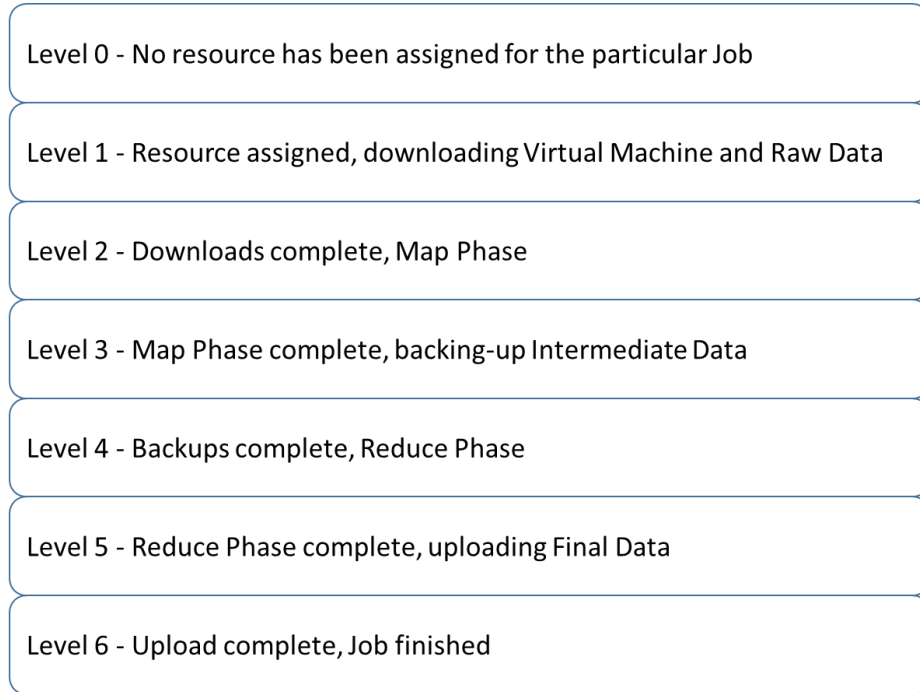 Level 0 - No resource has been assigned for the particular Job
Level 1 - Resource assigned, downloading Virtual Machine and Raw Data
Level 2 - Downloads complete, Map Phase
Level 3 - Map Phase complete, backing-up Intermediate Data
Level 4 - Backups complete, Reduce Phase
Level 5 - Reduce Phase complete, uploading Final Data
Level 6 - Upload complete, Job finished